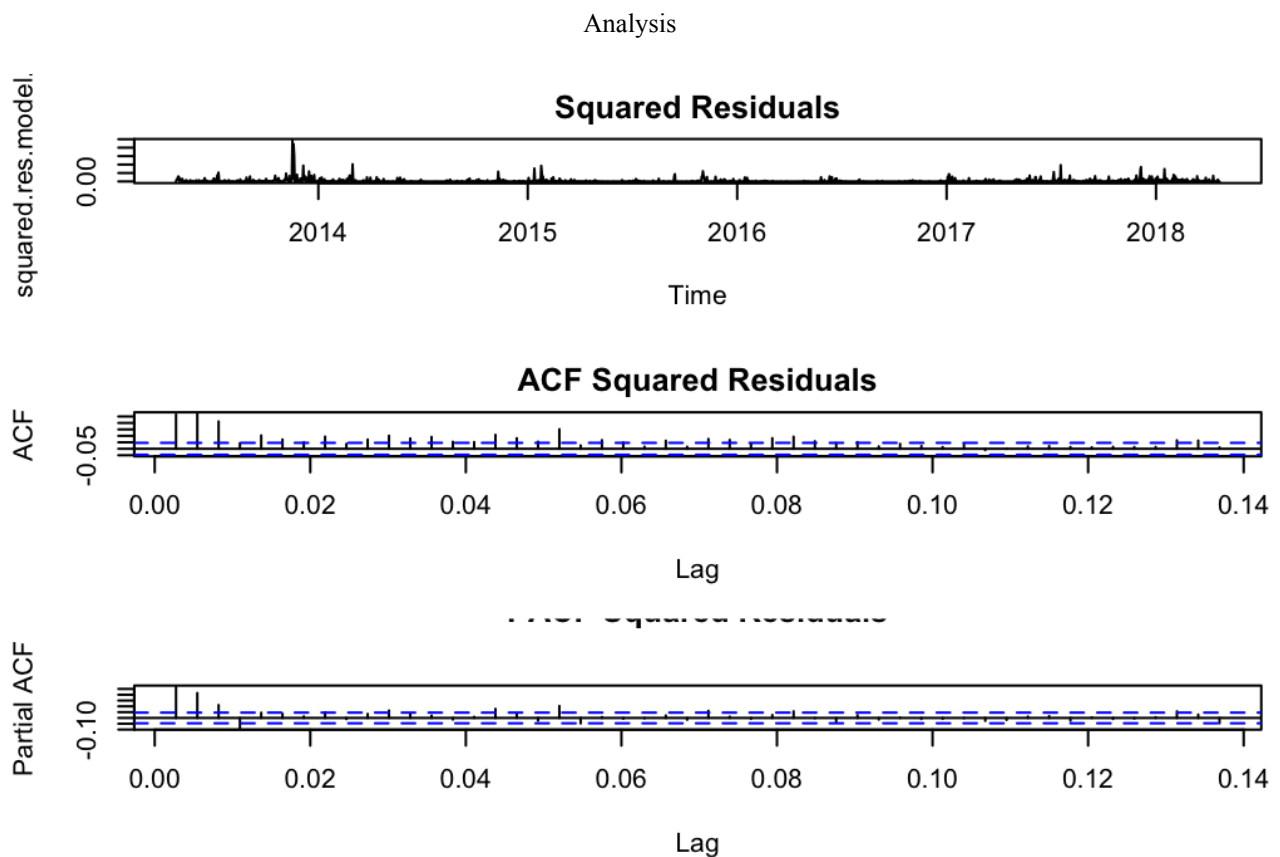 Analysis
squared.res.model.
Squared Residuals
0.00
2014 2015 2016 2017 2018
Time
ACF Squared Residuals
ACF
-0.05
0.00 0.02 0.04 0.06 0.08 0.10 0.12 0.14
Lag
PACF Squared Residuals
Partial ACF
-0.10
0.00 0.02 0.04 0.06 0.08 0.10 0.12 0.14
Lag